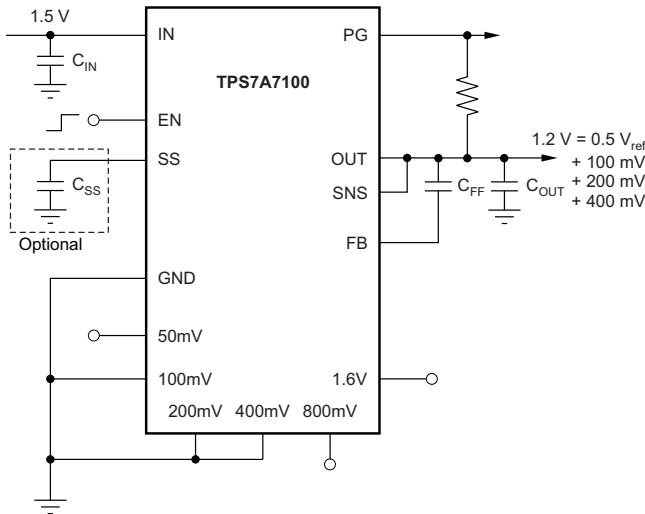 1.5 V
IN
PG
C_IN
TPS7A7100
EN
SS
OUT
1.2 V = 0.5 V_ref
+ 100 mV
+ 200 mV
+ 400 mV
C_SS
SNS
C_FF
C_OUT
Optional
FB
GND
50mV
100mV
1.6V
200mV 400mV 800mV